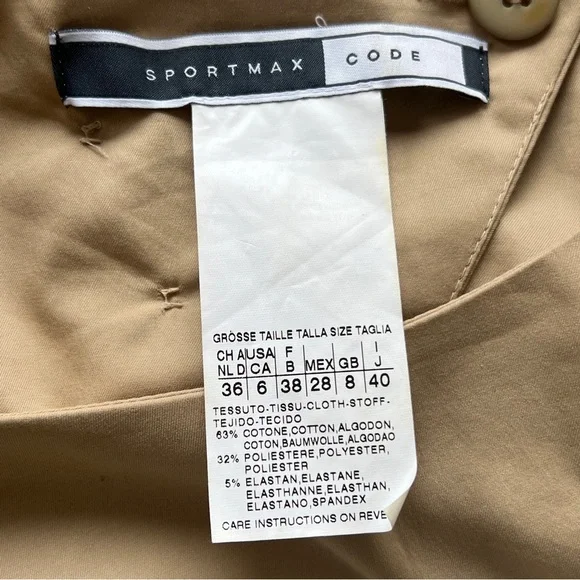 SPORTMAX CODE
GRÖSSE TAILLE TALLA SIZE TAGLIA
CH A USA F I
NL D CA B MEX GB J
36 6 38 28 8 40
TESSUTO-TISSU-CLOTH-STOFF-
TEJIDO-TECIDO
63% COTONE,COTTON,ALGODON,
COTON,BAUMWOLLE,ALGODAO
32% POLIESTERE,POLYESTER,
POLIESTER
5% ELASTAN,ELASTANE,
ELASTHANNE,ELASTHAN,
ELASTANO,SPANDEX
CARE INSTRUCTIONS ON REVE